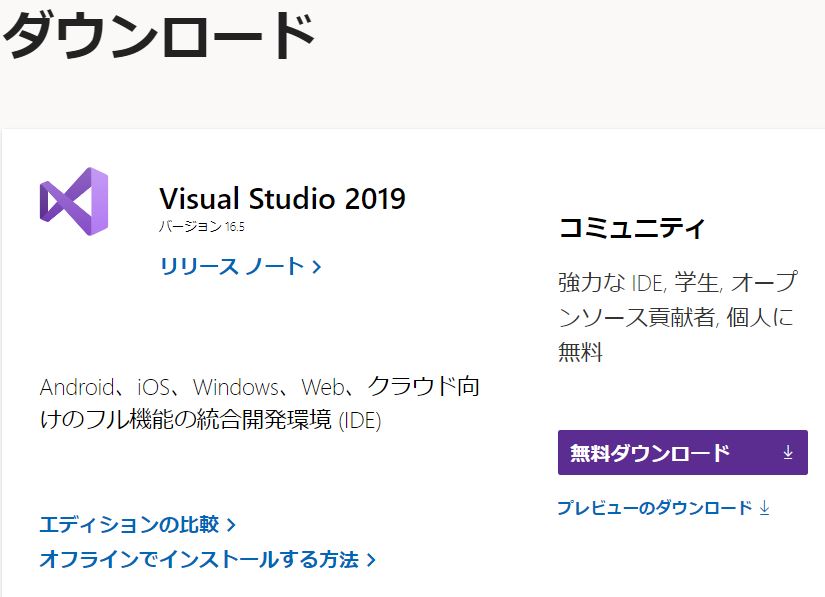 ダウンロード
Visual Studio 2019
バージョン 16.5
リリース ノート
Android、iOS、Windows、Web、クラウド向
けのフル機能の統合開発環境 (IDE)
エディションの比較
オフラインでインストールする方法
コミュニティ
強力な IDE, 学生, オープ
ンソース貢献者, 個人に
無料
無料ダウンロード
プレビューのダウンロード